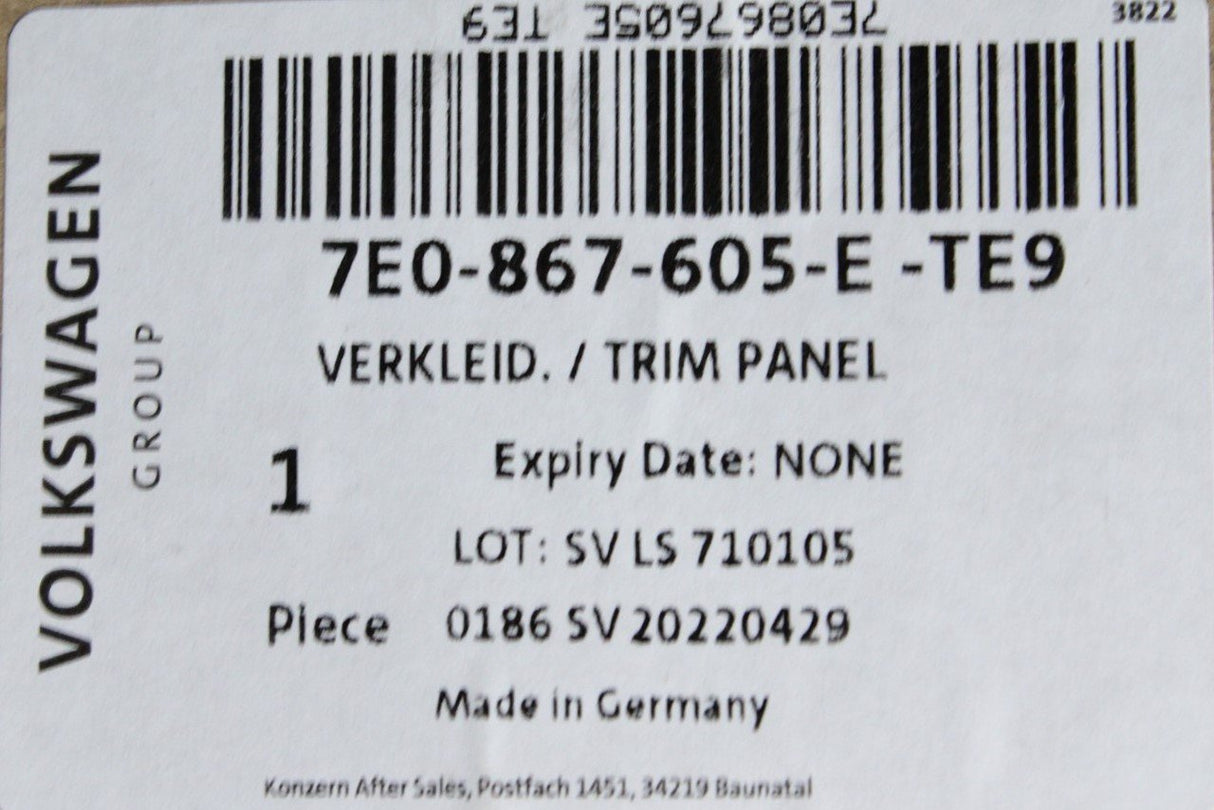 7E0867605E TE9
3822
7E0-867-605-E -TE9
VERKLEID. / TRIM PANEL
Expiry Date: NONE
1
LOT: SV LS 710105
Piece 0186 SV 20220429
Made in Germany
Konzern After Sales, Postfach 1451, 34219 Baunatal
VOLKSWAGEN
GROUP